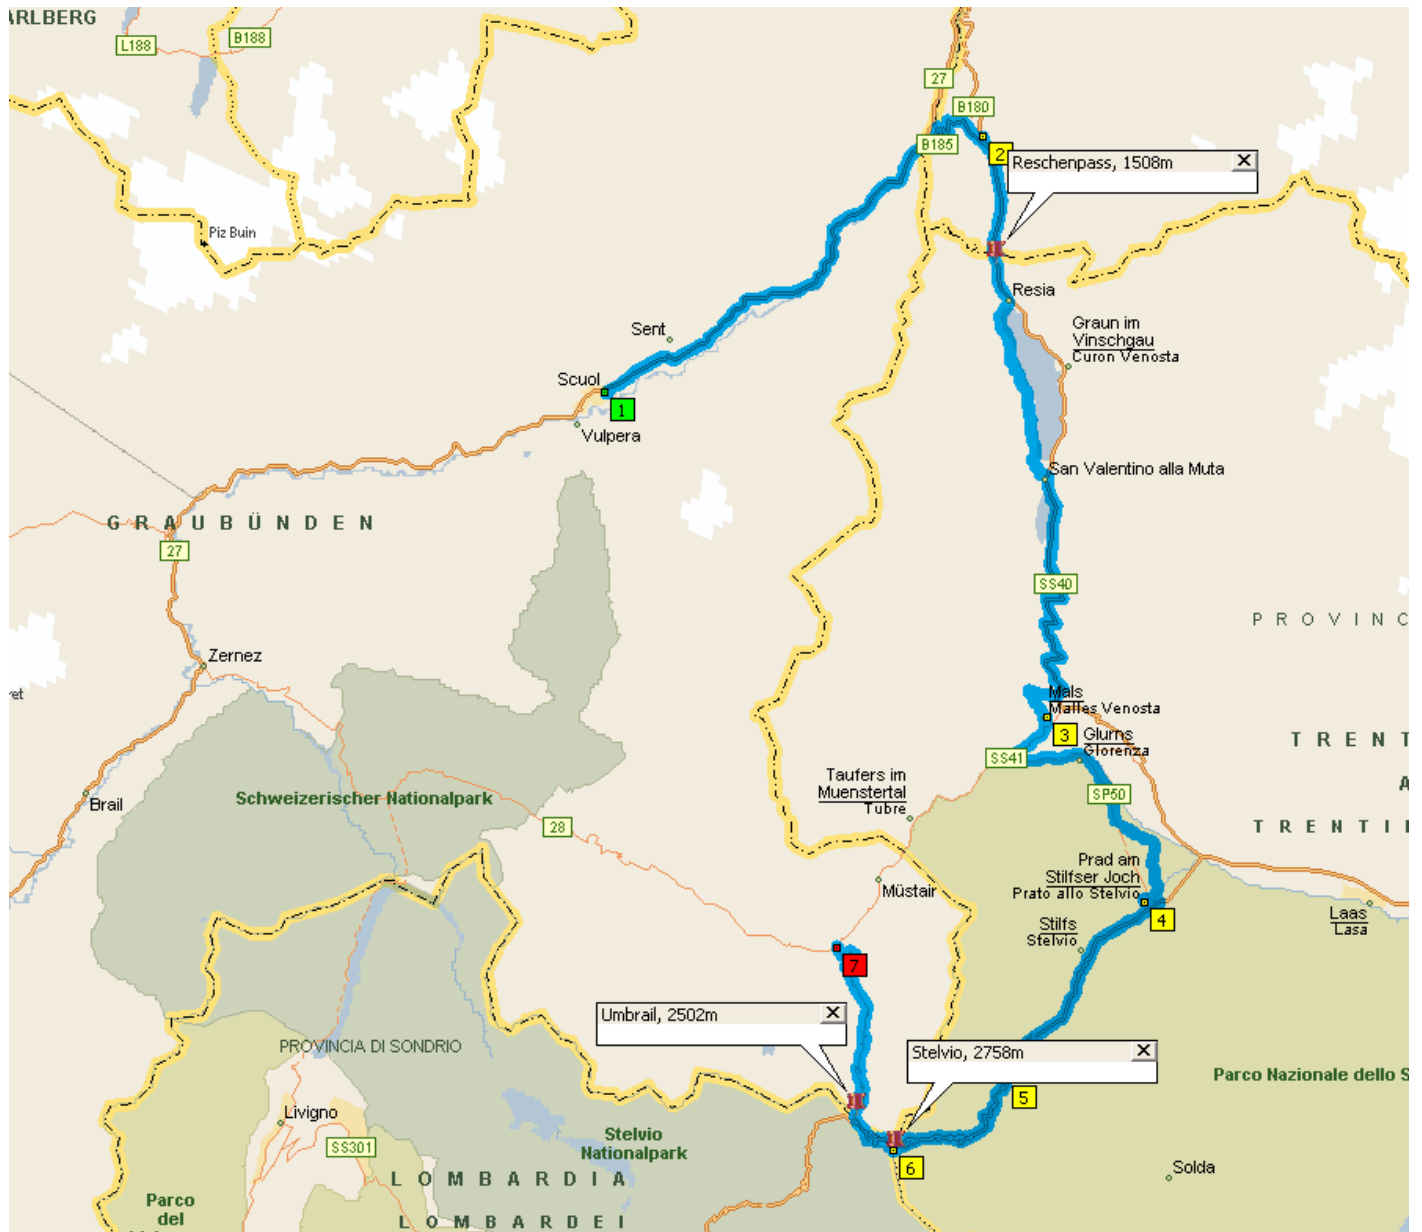 ARLBERG
L188
B188
27
B180
B185
2
Reschenpass, 1508m
Piz Buin
Resia
Sent
Graun im
Vinschgau
Curon Venosta
Scuol
1
Vulpera
San Valentino alla Muta
GRAUBÜNDEN
27
SS40
PROVINC
Zernez
et
Mals
Malles Venosta
3
Glurns
Glorenza
SS41
TRENT
Taufers im
Muenstertal
Tubre
SP50
A
Brail
Schweizerischer Nationalpark
28
TRENTI
Prad am
Stilfser Joch
Prato allo Stelvio
Müstair
4
Laas
Lasa
Stilfs
Stelvio
7
Umbrail, 2502m
PROVINCIA DI SONDRIO
Stelvio, 2758m
Parco Nazionale dello S
5
Livigno
Stelvio
Nationalpark
SS301
6
Solda
LOMBARDIA
Parco
del
LOMBARDEI